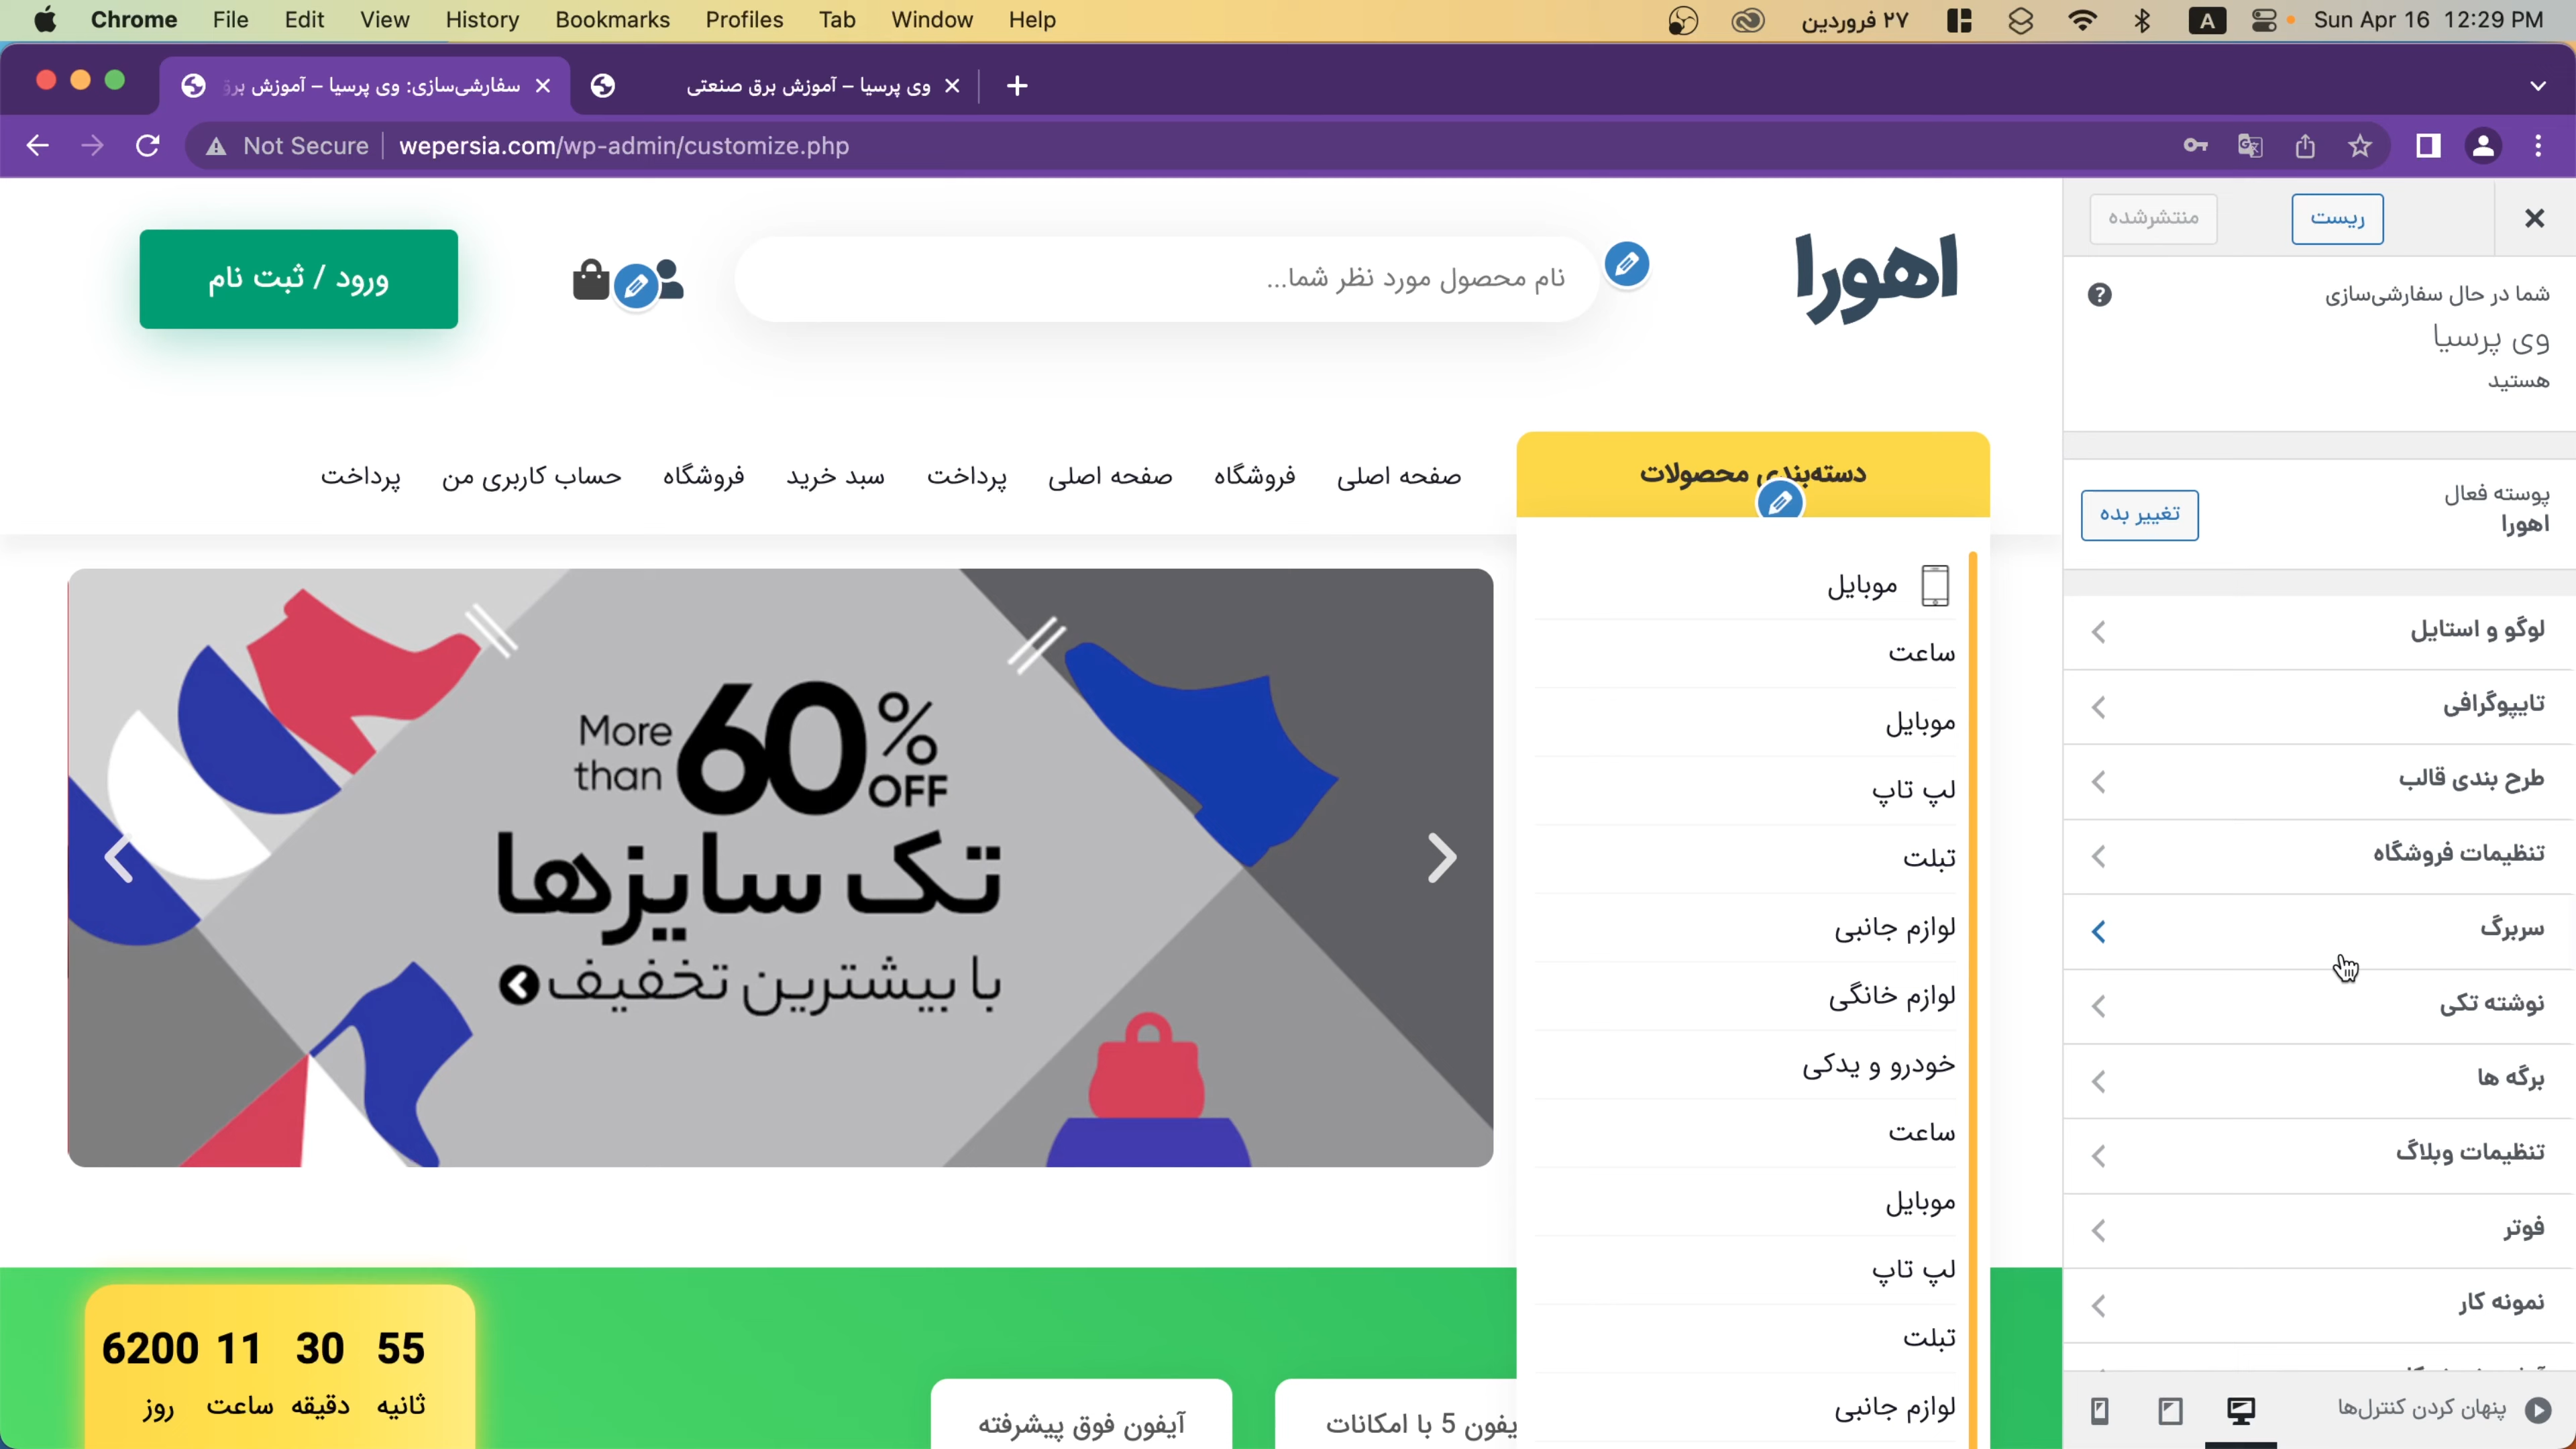 Chrome File Edit View History Bookmarks Profiles Tab Window Help
۲۷ فروردین
A
Sun Apr 16 12:29 PM
سفارشی‌سازی: وی پرسیا – آموزش برق
وی پرسیا – آموزش برق صنعتی
Not Secure
wepersia.com/wp-admin/customize.php
اهورا
نام محصول مورد نظر شما...
ورود / ثبت نام
دسته‌بندی محصولات
صفحه اصلی
فروشگاه
صفحه اصلی
پرداخت
سبد خرید
فروشگاه
حساب کاربری من
پرداخت
موبایل
ساعت
موبایل
لپ تاپ
تبلت
لوازم جانبی
لوازم خانگی
خودرو و یدکی
ساعت
موبایل
لپ تاپ
تبلت
لوازم جانبی
More than 60% OFF
تک سایزها
با بیشترین تخفیف
6200 11 30 55
روز ساعت دقیقه ثانیه
آیفون فوق پیشرفته
یفون 5 با امکانات
منتشرشده
ریست
شما در حال سفارشی‌سازی
وی پرسیا
هستید
پوسته فعال
اهورا
تغییر بده
لوگو و استایل
تایپوگرافی
طرح بندی قالب
تنظیمات فروشگاه
سربرگ
نوشته تکی
برگه ها
تنظیمات وبلاگ
فوتر
نمونه کار
پنهان کردن کنترل‌ها